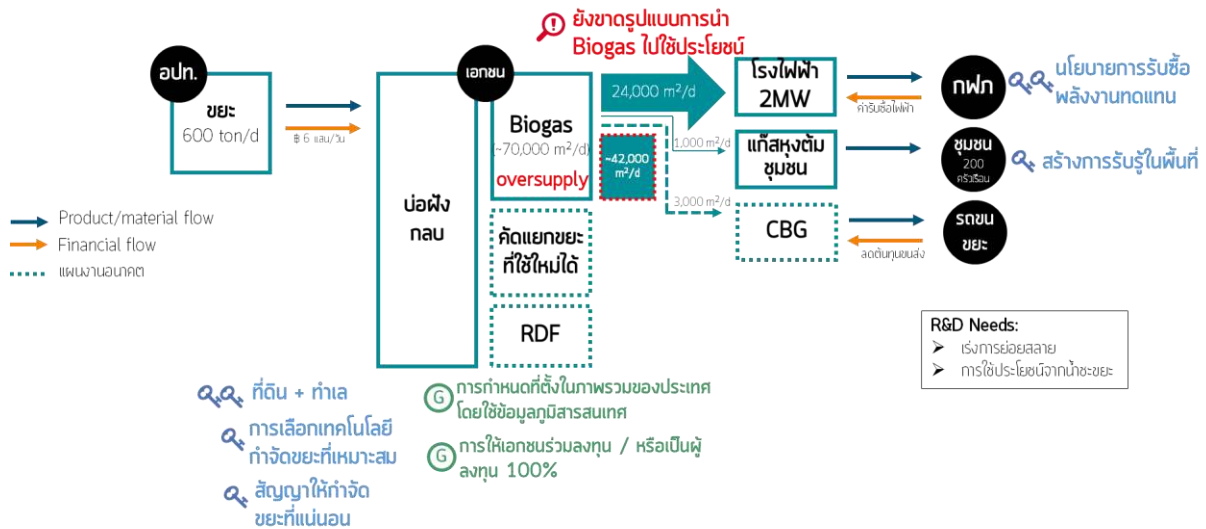 ยังขาดรูปแบบการนำ
Biogas ไปใช้ประโยชน์
อปท.
ขยะ
600 ton/d
฿ 6 แสน/วัน
บ่อฝัง
กลบ
เอกชน
Biogas
(~70,000 m²/d)
oversupply
~42,000
m²/d
คัดแยกขยะ
ที่ใช้ใหม่ได้
RDF
24,000 m²/d
1,000 m²/d
3,000 m²/d
โรงไฟฟ้า
2MW
แก๊สหุงต้ม
ชุมชน
CBG
ค่ารับซื้อไฟฟ้า
ลดต้นทุนขนส่ง
กฟภ
ชุมชน
200
ครัวเรือน
รถขน
ขยะ
นโยบายการรับซื้อ
พลังงานทดแทน
สร้างการรับรู้ในพื้นที่
Product/material flow
Financial flow
แผนงานอนาคต
R&D Needs:
➤ เร่งการย่อยสลาย
➤ การใช้ประโยชน์จากน้ำชะขยะ
ที่ดิน + ทำเล
การเลือกเทคโนโลยี
กำจัดขยะที่เหมาะสม
สัญญาให้กำจัด
ขยะที่แน่นอน
G การกำหนดที่ตั้งในภาพรวมของประเทศ
โดยใช้ข้อมูลภูมิสารสนเทศ
G การให้เอกชนร่วมลงทุน / หรือเป็นผู้
ลงทุน 100%